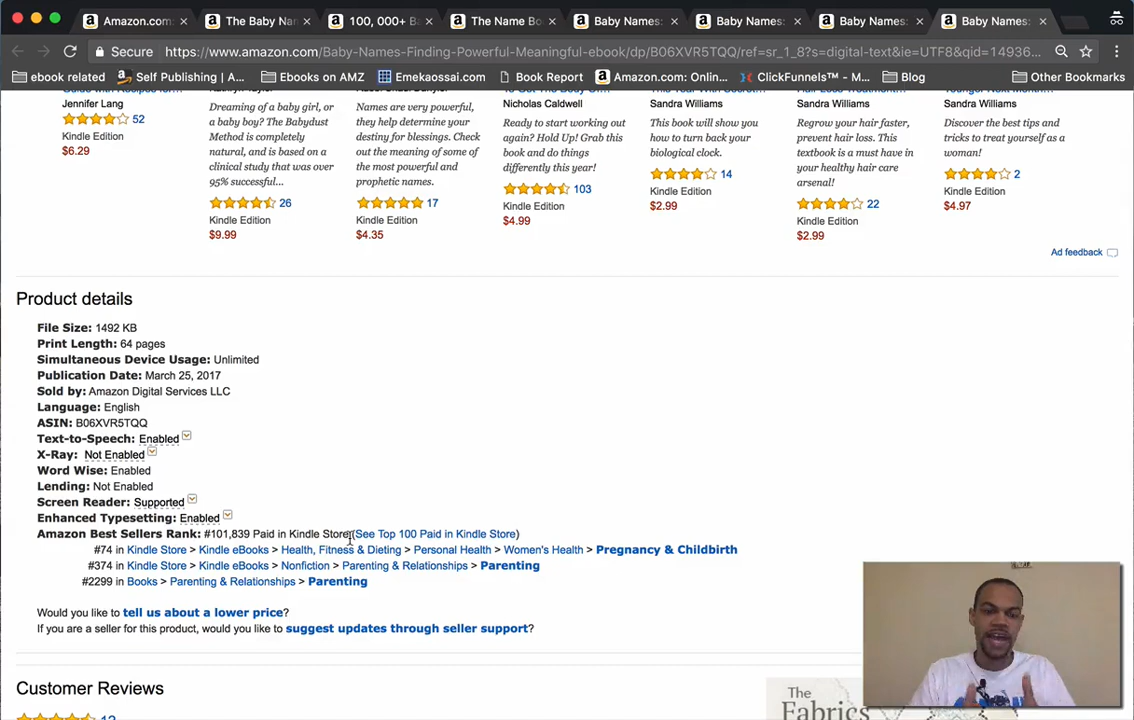 Amazon.com:
The Baby Na
100, 000+ B
The Name Bo
Baby Names:
Baby Names:
Baby Names:
Baby Names:
Secure https://www.amazon.com/Baby-Names-Finding-Powerful-Meaningful-ebook/dp/B06XVR5TQQ/ref=sr_1_8?s=digital-text&ie=UTF8&qid=14936...
ebook related
Self Publishing | A...
Ebooks on AMZ
Emekaossai.com
Book Report
Amazon.com: Onlin...
ClickFunnels™ - M...
Blog
Other Bookmarks
Jennifer Lang
52
Kindle Edition
$6.29
Dreaming of a baby girl, or
a baby boy? The Babydust
Method is completely
natural, and is based on a
clinical study that was over
95% successful...
26
Kindle Edition
$9.99
Names are very powerful,
they help determine your
destiny for blessings. Check
out the meaning of some of
the most powerful and
prophetic names.
17
Kindle Edition
$4.35
Nicholas Caldwell
Ready to start working out
again? Hold Up! Grab this
book and do things
differently this year!
103
Kindle Edition
$4.99
Sandra Williams
This book will show you
how to turn back your
biological clock.
14
Kindle Edition
$2.99
Sandra Williams
Regrow your hair faster,
prevent hair loss. This
textbook is a must have in
your healthy hair care
arsenal!
22
Kindle Edition
$2.99
Sandra Williams
Discover the best tips and
tricks to treat yourself as a
woman!
2
Kindle Edition
$4.97
Ad feedback
Product details
File Size: 1492 KB
Print Length: 64 pages
Simultaneous Device Usage: Unlimited
Publication Date: March 25, 2017
Sold by: Amazon Digital Services LLC
Language: English
ASIN: B06XVR5TQQ
Text-to-Speech: Enabled
X-Ray: Not Enabled
Word Wise: Enabled
Lending: Not Enabled
Screen Reader: Supported
Enhanced Typesetting: Enabled
Amazon Best Sellers Rank: #101,839 Paid in Kindle Store (See Top 100 Paid in Kindle Store)
#74 in Kindle Store > Kindle eBooks > Health, Fitness & Dieting > Personal Health > Women's Health > Pregnancy & Childbirth
#374 in Kindle Store > Kindle eBooks > Nonfiction > Parenting & Relationships > Parenting
#2299 in Books > Parenting & Relationships > Parenting
Would you like to tell us about a lower price?
If you are a seller for this product, would you like to suggest updates through seller support?
Customer Reviews
12
The
Fabrics